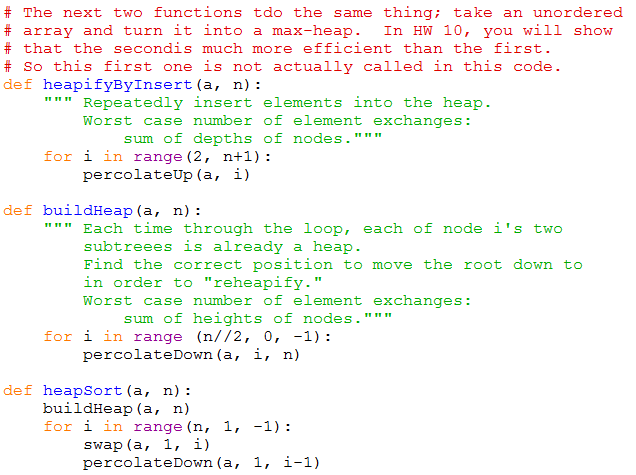 # The next two functions tdo the same thing; take an unordered
# array and turn it into a max-heap.  In HW 10, you will show
# that the secondis much more efficient than the first.
# So this first one is not actually called in this code.
def heapifyByInsert(a, n):
    """ Repeatedly insert elements into the heap.
        Worst case number of element exchanges:
            sum of depths of nodes."""
    for i in range(2, n+1):
        percolateUp(a, i)

def buildHeap(a, n):
    """ Each time through the loop, each of node i's two
        subtreees is already a heap.
        Find the correct position to move the root down to
        in order to "reheapify."
        Worst case number of element exchanges:
            sum of heights of nodes."""
    for i in range (n//2, 0, -1):
        percolateDown(a, i, n)

def heapSort(a, n):
    buildHeap(a, n)
    for i in range(n, 1, -1):
        swap(a, 1, i)
        percolateDown(a, 1, i-1)